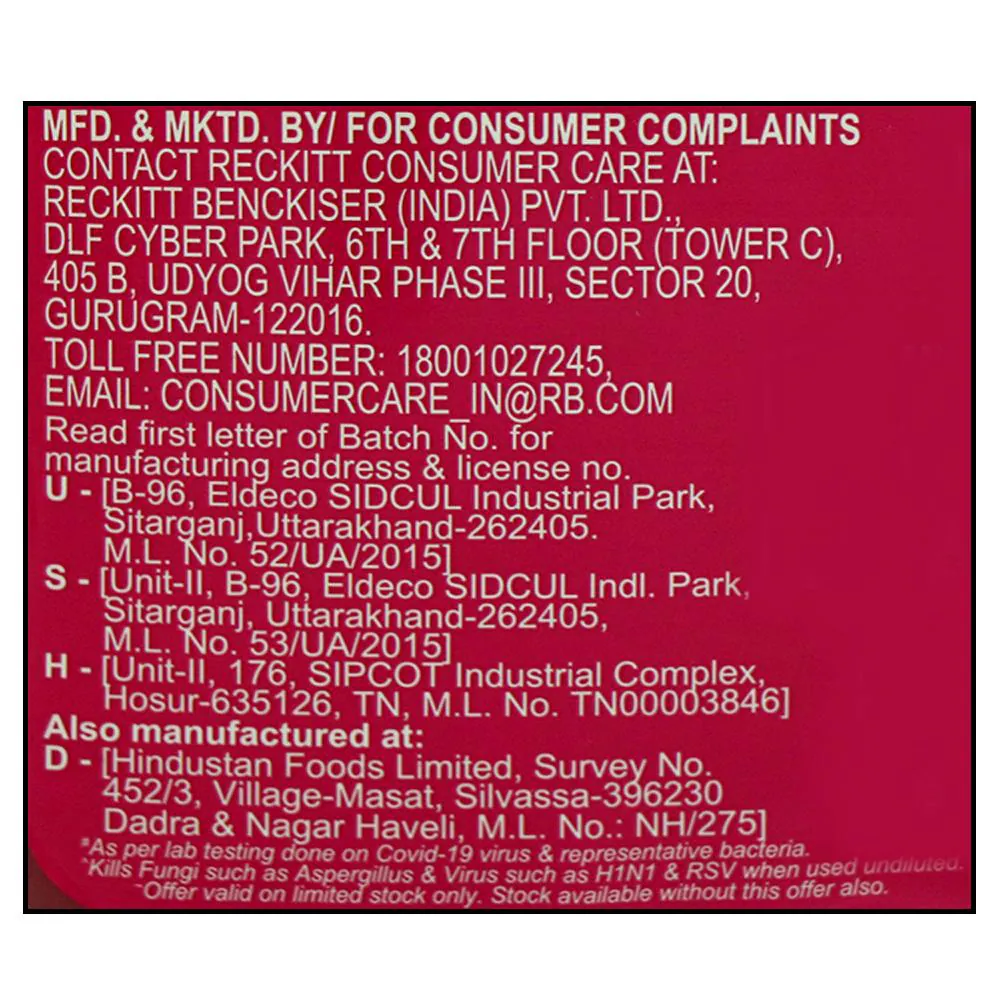 MFD. & MKTD. BY/ FOR CONSUMER COMPLAINTS
CONTACT RECKITT CONSUMER CARE AT:
RECKITT BENCKISER (INDIA) PVT. LTD.,
DLF CYBER PARK, 6TH & 7TH FLOOR (TOWER C),
405 B, UDYOG VIHAR PHASE III, SECTOR 20,
GURUGRAM-122016.
TOLL FREE NUMBER: 18001027245,
EMAIL: CONSUMERCARE_IN@RB.COM
Read first letter of Batch No. for
manufacturing address & license no.
U - [B-96, Eldeco SIDCUL Industrial Park,
Sitarganj,Uttarakhand-262405.
M.L. No. 52/UA/2015]
S - [Unit-II, B-96, Eldeco SIDCUL Indl. Park,
Sitarganj, Uttarakhand-262405,
M.L. No. 53/UA/2015]
H - [Unit-II, 176, SIPCOT Industrial Complex,
Hosur-635126, TN, M.L. No. TN00003846]
Also manufactured at:
D - [Hindustan Foods Limited, Survey No.
452/3, Village-Masat, Silvassa-396230
Dadra & Nagar Haveli, M.L. No.: NH/275]
#As per lab testing done on Covid-19 virus & representative bacteria.
^Kills Fungi such as Aspergillus & Virus such as H1N1 & RSV when used undiluted.
~Offer valid on limited stock only. Stock available without this offer also.